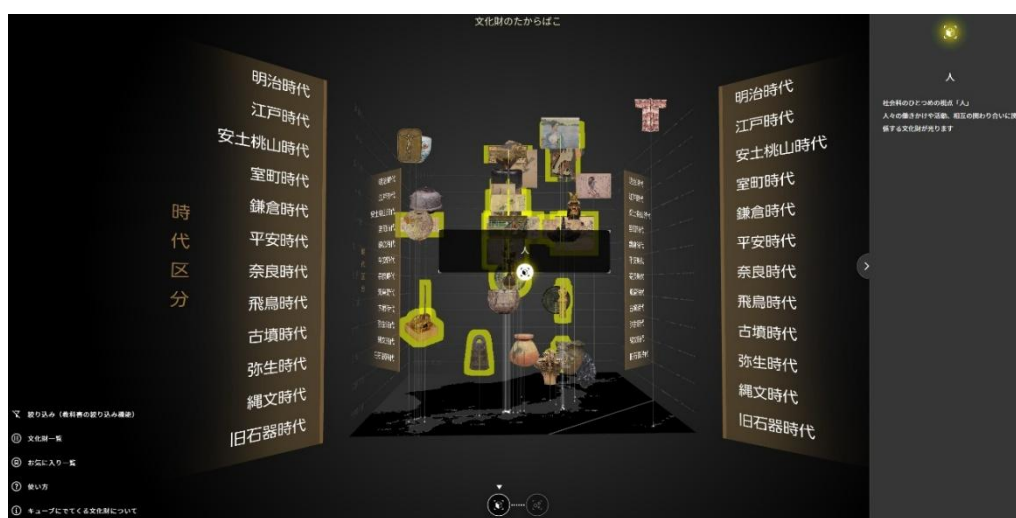 文化財のたからばこ
時代区分
明治時代
江戸時代
安土桃山時代
室町時代
鎌倉時代
平安時代
奈良時代
飛鳥時代
古墳時代
弥生時代
縄文時代
旧石器時代
人
明治時代
江戸時代
安土桃山時代
室町時代
鎌倉時代
平安時代
奈良時代
飛鳥時代
古墳時代
弥生時代
縄文時代
旧石器時代
人
社会科のひとつめの視点「人」
人々の働きかけや活動、相互の関わり合いに関
係する文化財が光ります
絞り込み（教科書の絞り込み機能）
文化財一覧
お気に入り一覧
使い方
キューブにでてくる文化財について